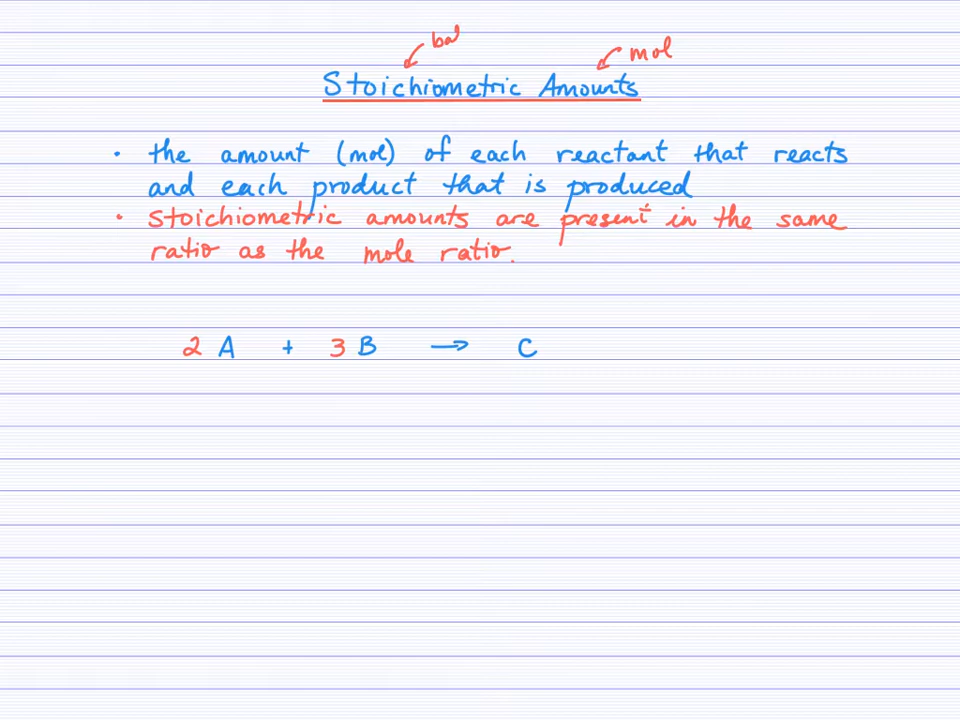 bal
mol
Stoichiometric Amounts
• the amount (mol) of each reactant that reacts
and each product that is produced
• Stoichiometric amounts are present in the same
ratio as the mole ratio.
2 A + 3 B → C